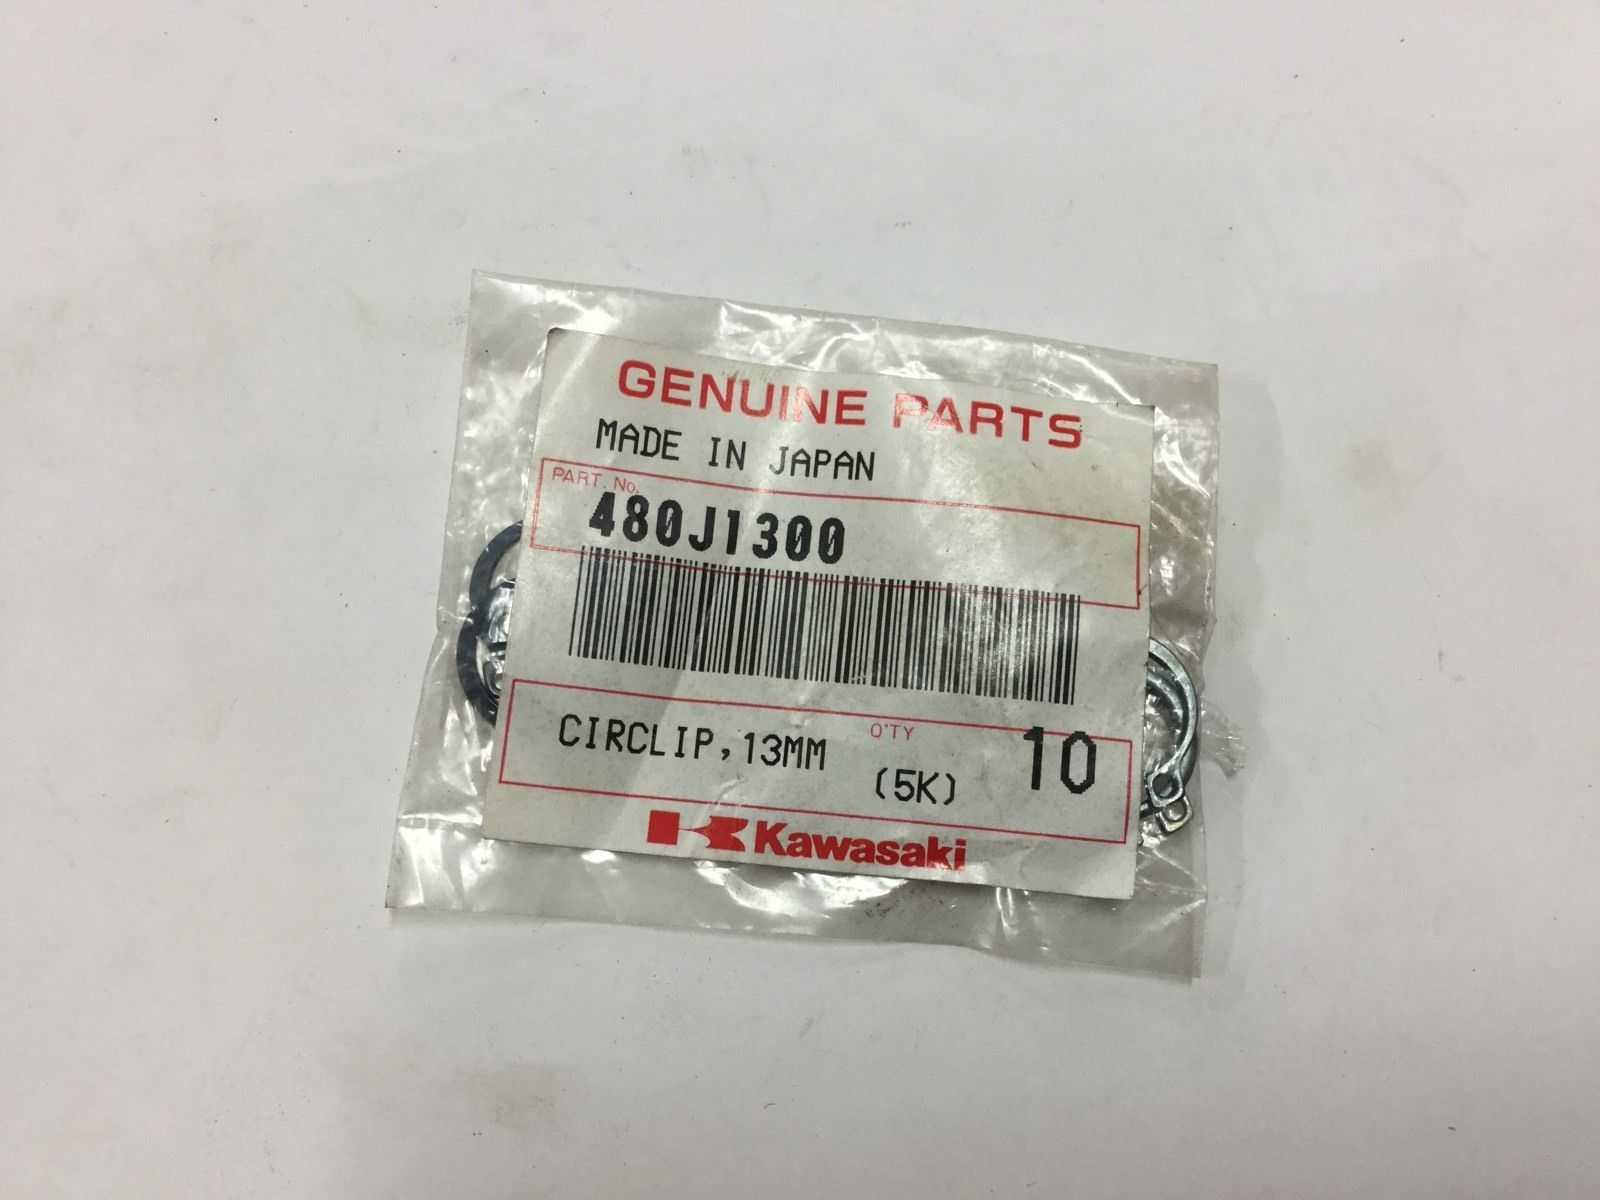 GENUINE PARTS
MADE IN JAPAN
PART. No.
480J1300
CIRCLIP,13MM
Q'TY
(5K)
10
Kawasaki